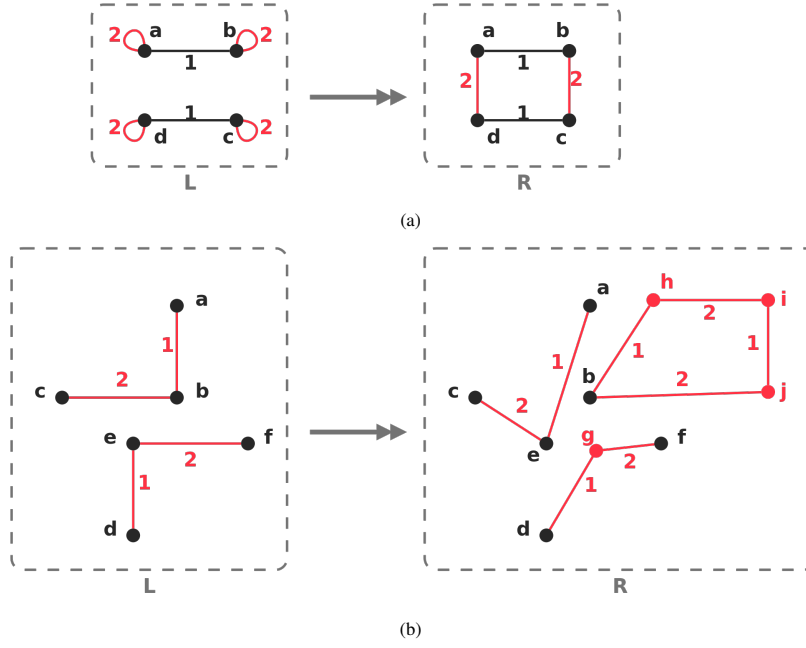 a b a b
2 2
1 1
2 2
1 1
2 2
d c d c
L R
(a)
h
a a i
2
1 1 1 1
2 b 2
c b c
2
e f g f
e
2 2
1 1
d d
L R
(b)